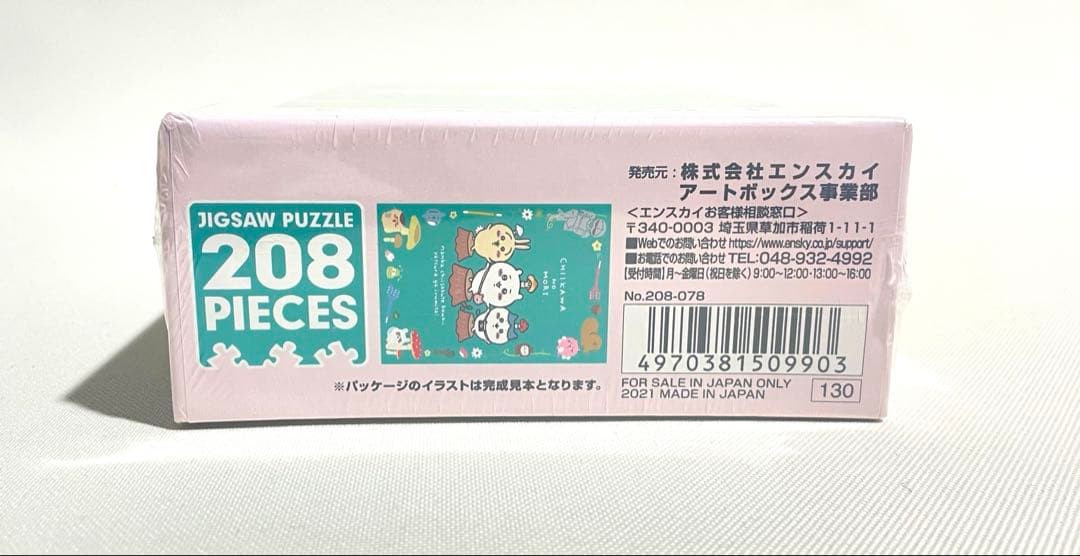 JIGSAW PUZZLE
208
PIECES
CHIIKAWA
NO
MORI
※パッケージのイラストは完成見本となります。
発売元:株式会社エンスカイ
アートボックス事業部
<エンスカイお客様相談窓口>
〒340-0003 埼玉県草加市稲荷1-11-1
■Webでのお問い合わせ https://www.ensky.co.jp/support/
■お電話でのお問い合わせ TEL:048-932-4992
【受付時間】月~金曜日(祝日を除く) 9:00~12:00・13:00~16:00
No.208-078
4970381509903
FOR SALE IN JAPAN ONLY
2021 MADE IN JAPAN
130